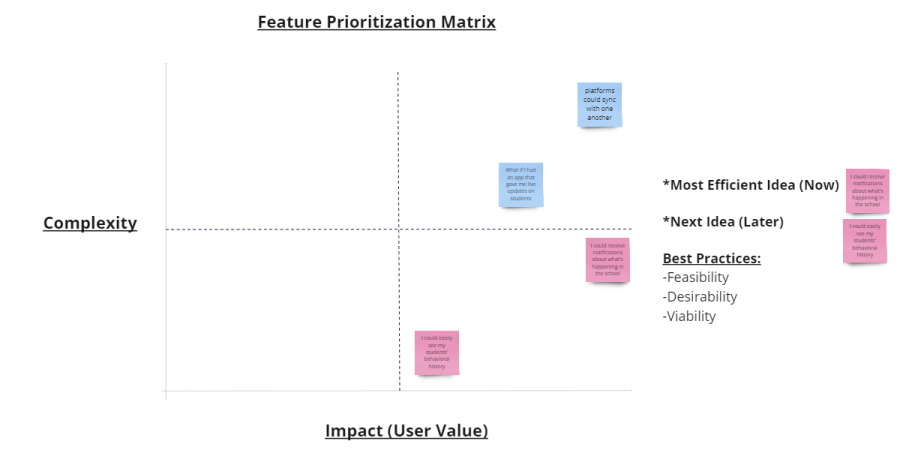 Feature Prioritization Matrix
platforms
could sync
with one
another
What if I had
an app that
gave me live
updates on
students
*Most Efficient Idea (Now)
I could receive
notifications
about what's
happening in
the school
*Next Idea (Later)
I could easily
see my
students'
behavioral
history
Complexity
I could receive
notifications
about what's
happening in
the school
Best Practices:
-Feasibility
-Desirability
-Viability
I could easily
see my
students'
behavioral
history
Impact (User Value)